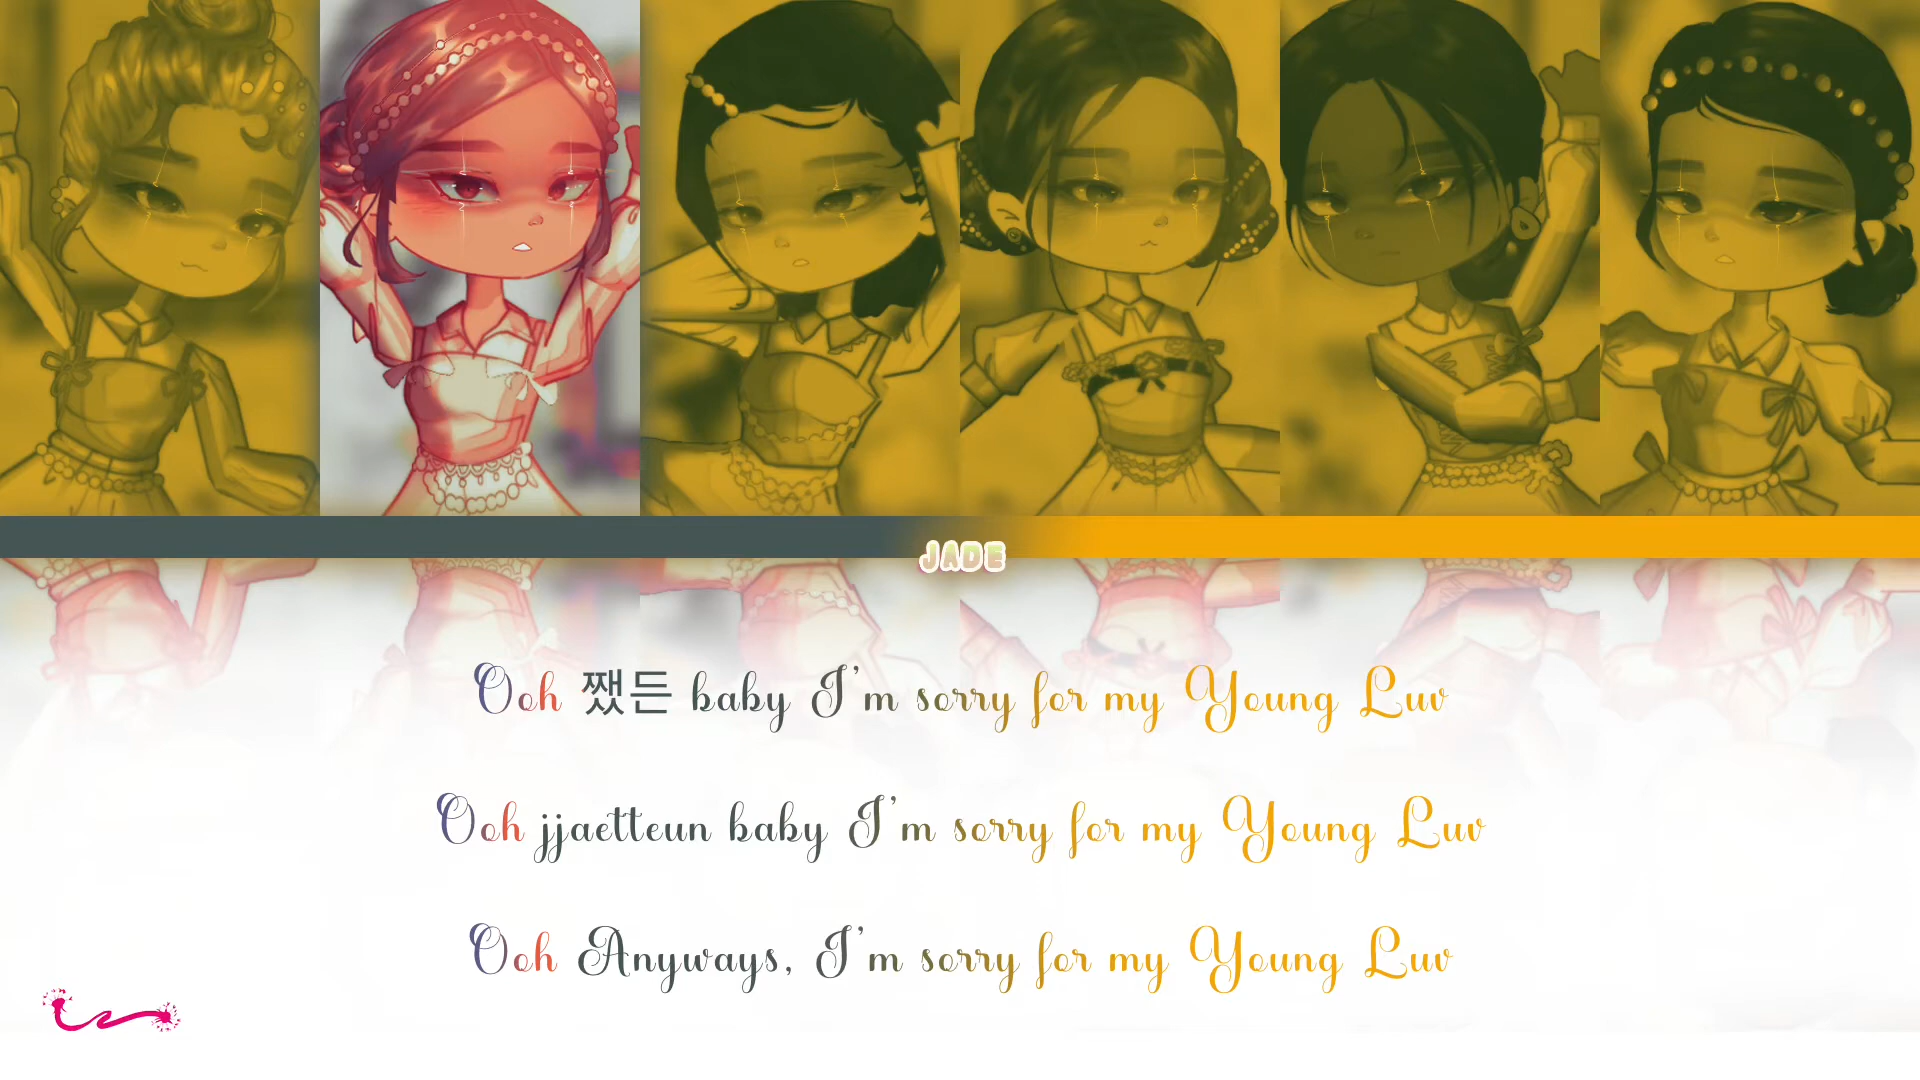 JADE
Ooh 쨌든 baby I'm sorry for my Young Luv
Ooh jjaetteun baby I'm sorry for my Young Luv
Ooh Anyways, I'm sorry for my Young Luv